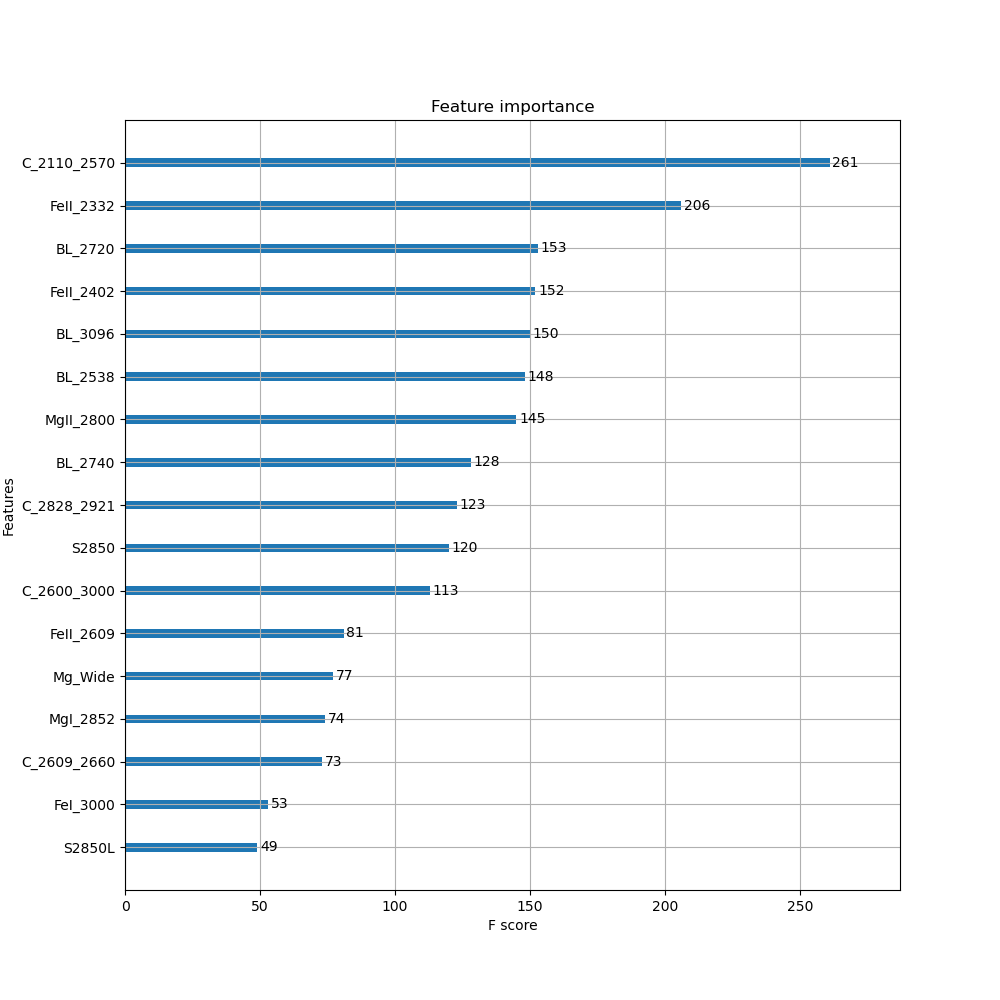 Feature importance
C_2110_2570 261
FeII_2332 206
BL_2720 153
FeII_2402 152
BL_3096 150
BL_2538 148
MgII_2800 145
BL_2740 128
C_2828_2921 123
S2850 120
C_2600_3000 113
FeII_2609 81
Mg_Wide 77
MgI_2852 74
C_2609_2660 73
FeI_3000 53
S2850L 49
Features
0 50 100 150 200 250
F score